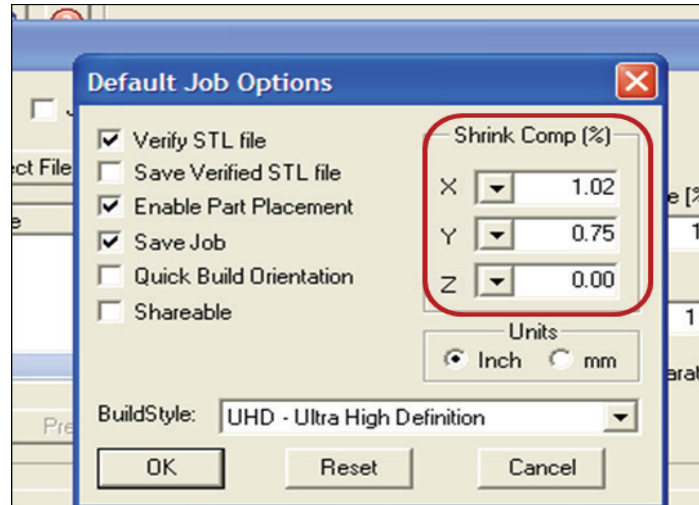 Default Job Options
Verify STL file
Save Verified STL file
Enable Part Placement
Save Job
Quick Build Orientation
Shareable
Shrink Comp (%)
X 1.02
Y 0.75
Z 0.00
Units
Inch mm
BuildStyle: UHD - Ultra High Definition
OK Reset Cancel
ect File